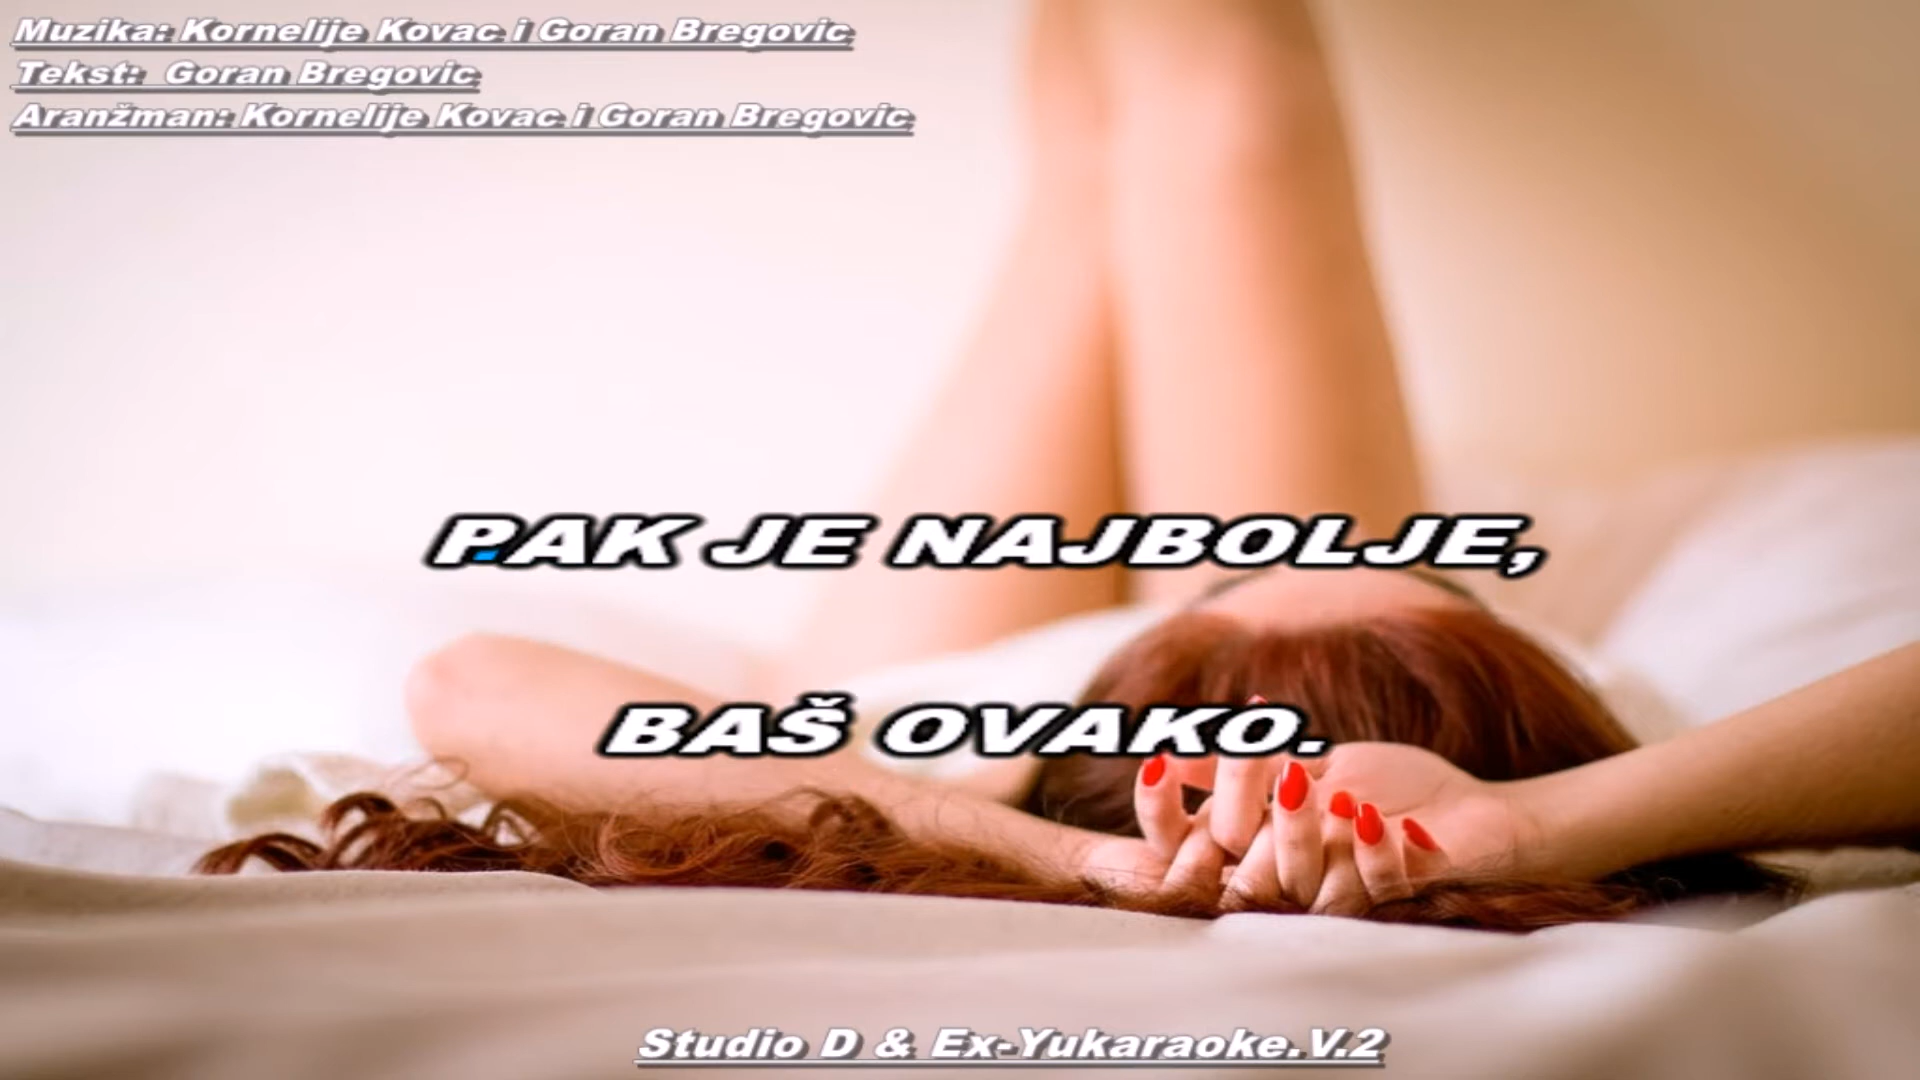 Muzika: Kornelije Kovac i Goran Bregovic
Tekst: Goran Bregovic
Aranžman: Kornelije Kovac i Goran Bregovic
PAK JE NAJBOLJE,
BAŠ OVAKO.
Studio D & Ex-Yukaraoke.V.2